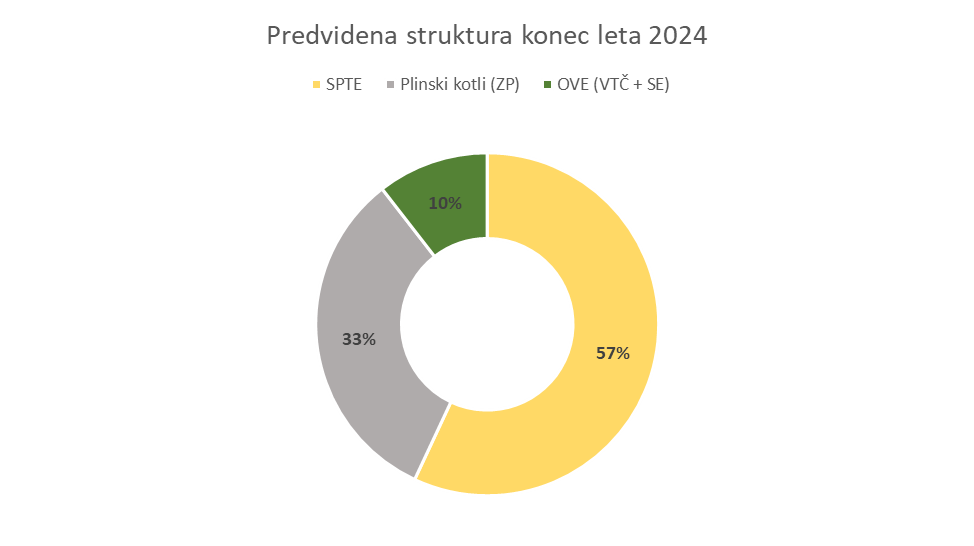 Predvidena struktura konec leta 2024
SPTE Plinski kotli (ZP) OVE (VTČ + SE)
10%
33%
57%